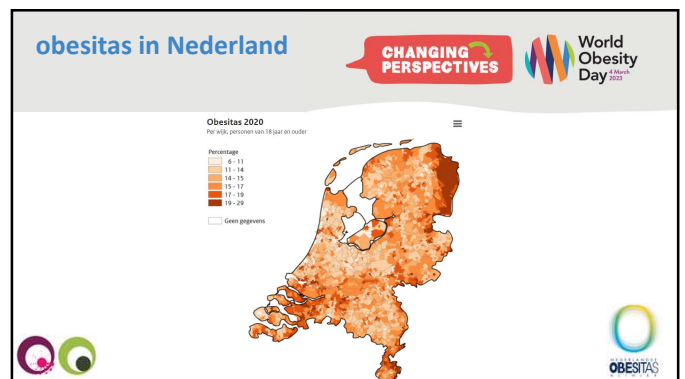 obesitas in Nederland
CHANGING
PERSPECTIVES
World
Obesity
Day 4 March
2023
Obesitas 2020
Per wijk, personen van 18 jaar en ouder
Percentage
6 - 11
11 - 14
14 - 15
15 - 17
17 - 19
19 - 29
Geen gegevens
NEDERLANDSE
OBESITAS
KLINIEK